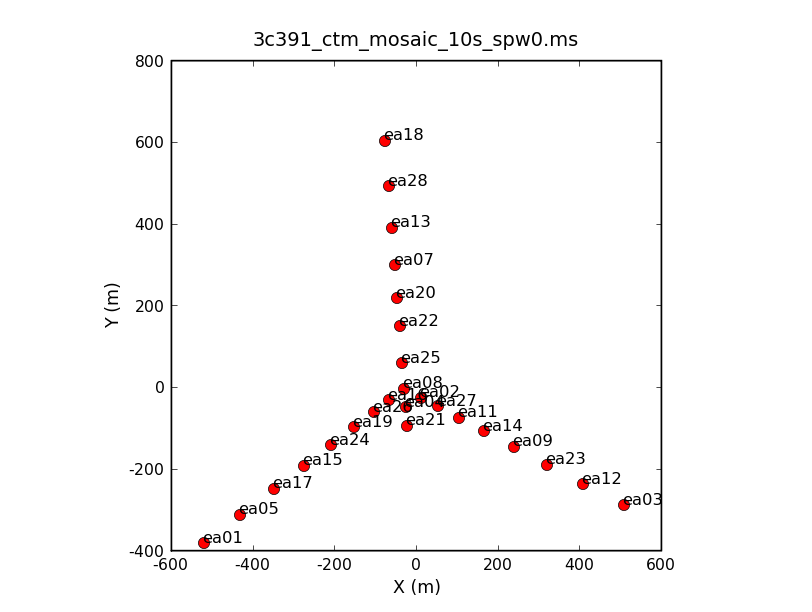 3c391_ctm_mosaic_10s_spw0.ms
800
600
400
200
0
-200
-400
Y (m)
ea18
ea28
ea13
ea07
ea20
ea22
ea25
ea08
ea02
ea27
ea04
ea11
ea19
ea21
ea14
ea24
ea09
ea15
ea23
ea17
ea12
ea05
ea03
ea01
-600
-400
-200
0
200
400
600
X (m)